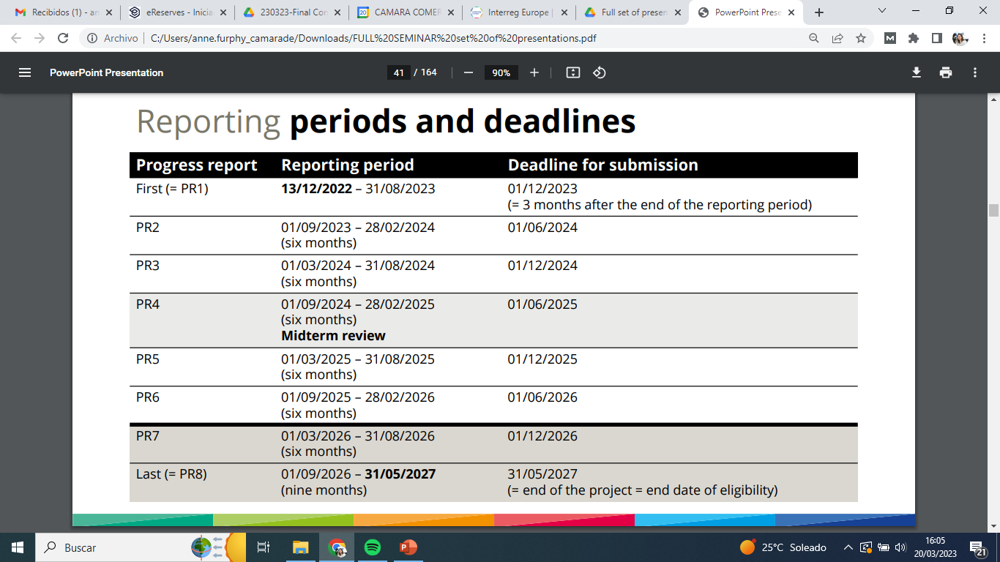 Recibidos (1) - an
eReserves - Inicia
230323-Final Con
CAMARA COMER
Interreg Europe |
Full set of presen
PowerPoint Prese
Archivo
C:/Users/anne.furphy_camarade/Downloads/FULL%20SEMINAR%20set%20of%20presentations.pdf
PowerPoint Presentation
41 / 164
90%
Reporting periods and deadlines
Progress report Reporting period Deadline for submission
First (= PR1) 13/12/2022 – 31/08/2023 01/12/2023
(= 3 months after the end of the reporting period)
PR2 01/09/2023 – 28/02/2024 01/06/2024
(six months)
PR3 01/03/2024 – 31/08/2024 01/12/2024
(six months)
PR4 01/09/2024 – 28/02/2025 01/06/2025
(six months)
Midterm review
PR5 01/03/2025 – 31/08/2025 01/12/2025
(six months)
PR6 01/09/2025 – 28/02/2026 01/06/2026
(six months)
PR7 01/03/2026 – 31/08/2026 01/12/2026
(six months)
Last (= PR8) 01/09/2026 – 31/05/2027 31/05/2027
(nine months) (= end of the project = end date of eligibility)
Buscar
25°C Soleado
16:05
20/03/2023
21